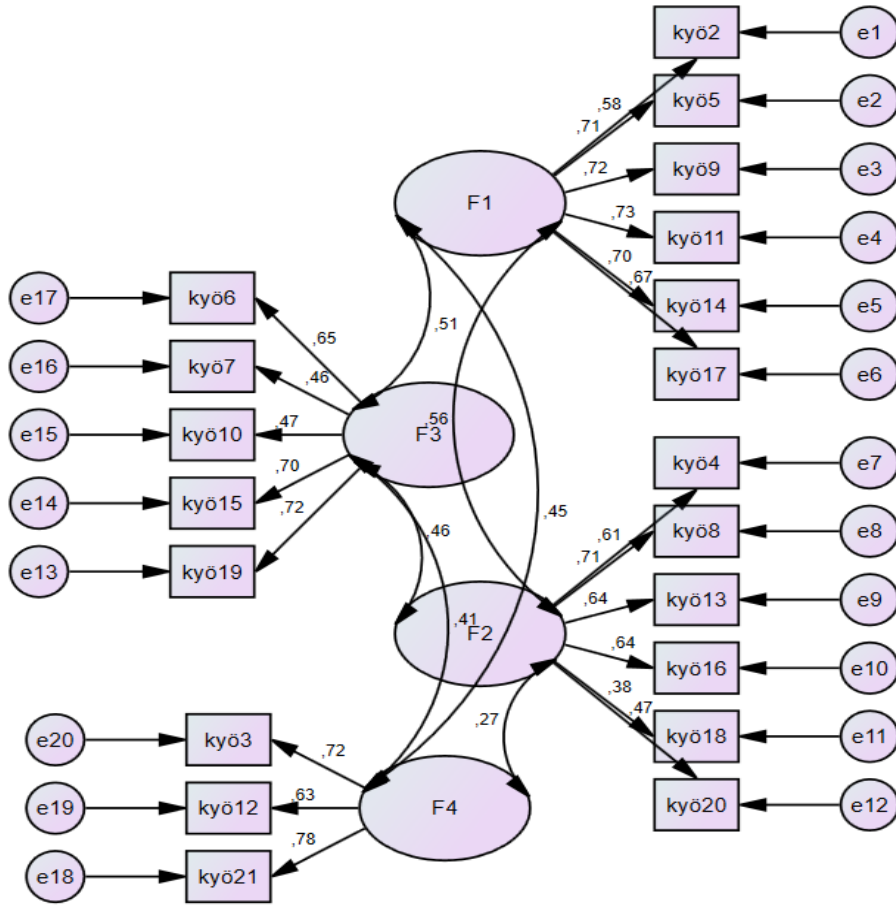 kyö2
e1
,58
kyö5
e2
,71
kyö9
e3
,72
F1
kyö11
e4
,73
,70
,67
kyö14
e5
kyö17
e6
e17
kyö6
,65
,51
e16
kyö7
,46
e15
kyö10
,47
F3
,56
e14
kyö15
,70
e13
kyö19
,72
,46
,45
kyö4
e7
,61
kyö8
e8
,71
kyö13
e9
,64
F2
,41
kyö16
e10
,64
,38
,47
kyö18
e11
kyö20
e12
,27
e20
kyö3
,72
e19
kyö12
,63
F4
e18
kyö21
,78